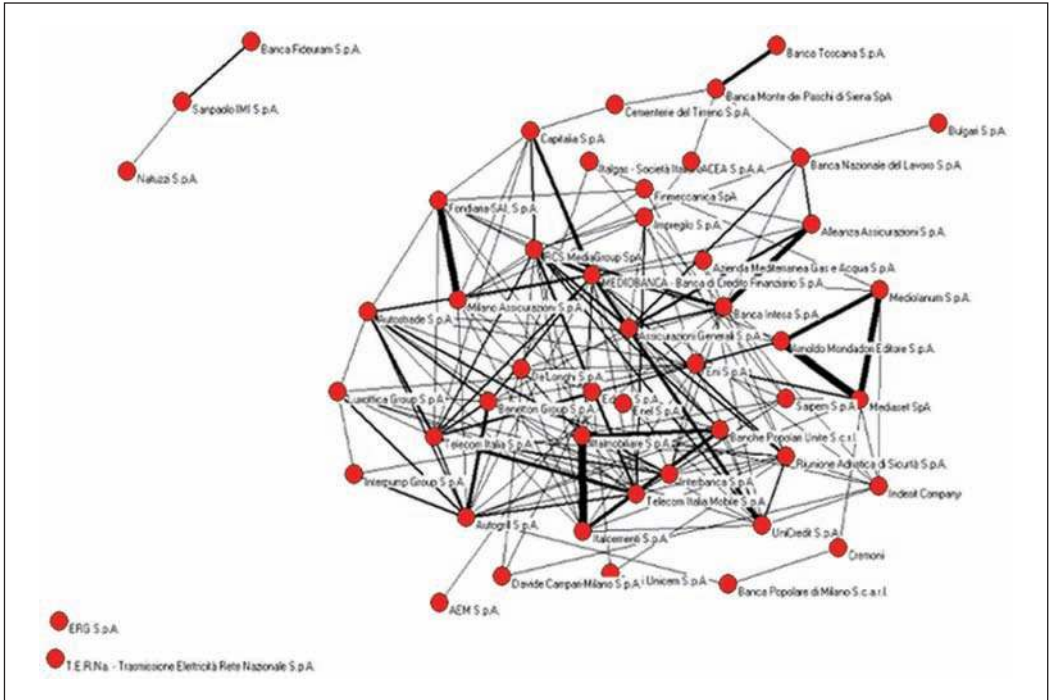 Banca Fideuram S.p.A.
Banca Toscana S.p.A.
Sanpaolo IMI S.p.A.
Banca Monte dei Paschi di Siena SpA
Cementerie del Tirreno S.p.A.
Bulgari S.p.A.
Capitalia S.p.A.
Natuzzi S.p.A.
Italgas - Società
ACEA S.p.A.
Banca Nazionale del Lavoro S.p.A.
Finmeccanica SpA
Fondiaria-SAI, S.p.A.
Impregilo S.p.A.
Alleanza Assicurazioni S.p.A.
RCS MediaGroup SpA
Azienda Mediterranea Gas e Acqua S.p.A.
MEDIOBANCA - Banca di Credito Finanziario S.p.A.
Mediolanum S.p.A.
Milano Assicurazioni S.p.A.
Banca Intesa S.p.A.
Autostrade S.p.A.
Assicurazioni Generali S.p.A.
Arnoldo Mondadori Editore S.p.A.
Eni S.p.A.
De'Longhi S.p.A.
Luxottica Group S.p.A.
S.p.A.
Benetton Group S.p.A.
Enel S.p.A.
Saipem S.p.A.
Mediaset SpA
Telecom Italia S.p.A.
Italmobiliare S.p.A.
Banche Popolari Unite S.c.r.l.
Riunione Adriatica di Sicurtà S.p.A.
Interpump Group S.p.A.
Interbanca S.p.A.
Telecom Italia Mobile S.p.A.
Indesit Company
Autogrill S.p.A.
Italcementi S.p.A.
UniCredit S.p.A.
Cremoni
Davide Campari-Milano S.p.A.
Unicem S.p.A.
Banca Popolare di Milano S.c.a.r.l.
AEM S.p.A.
ERG S.p.A.
T.E.R.Na. - Trasmissione Elettricità Rete Nazionale S.p.A.